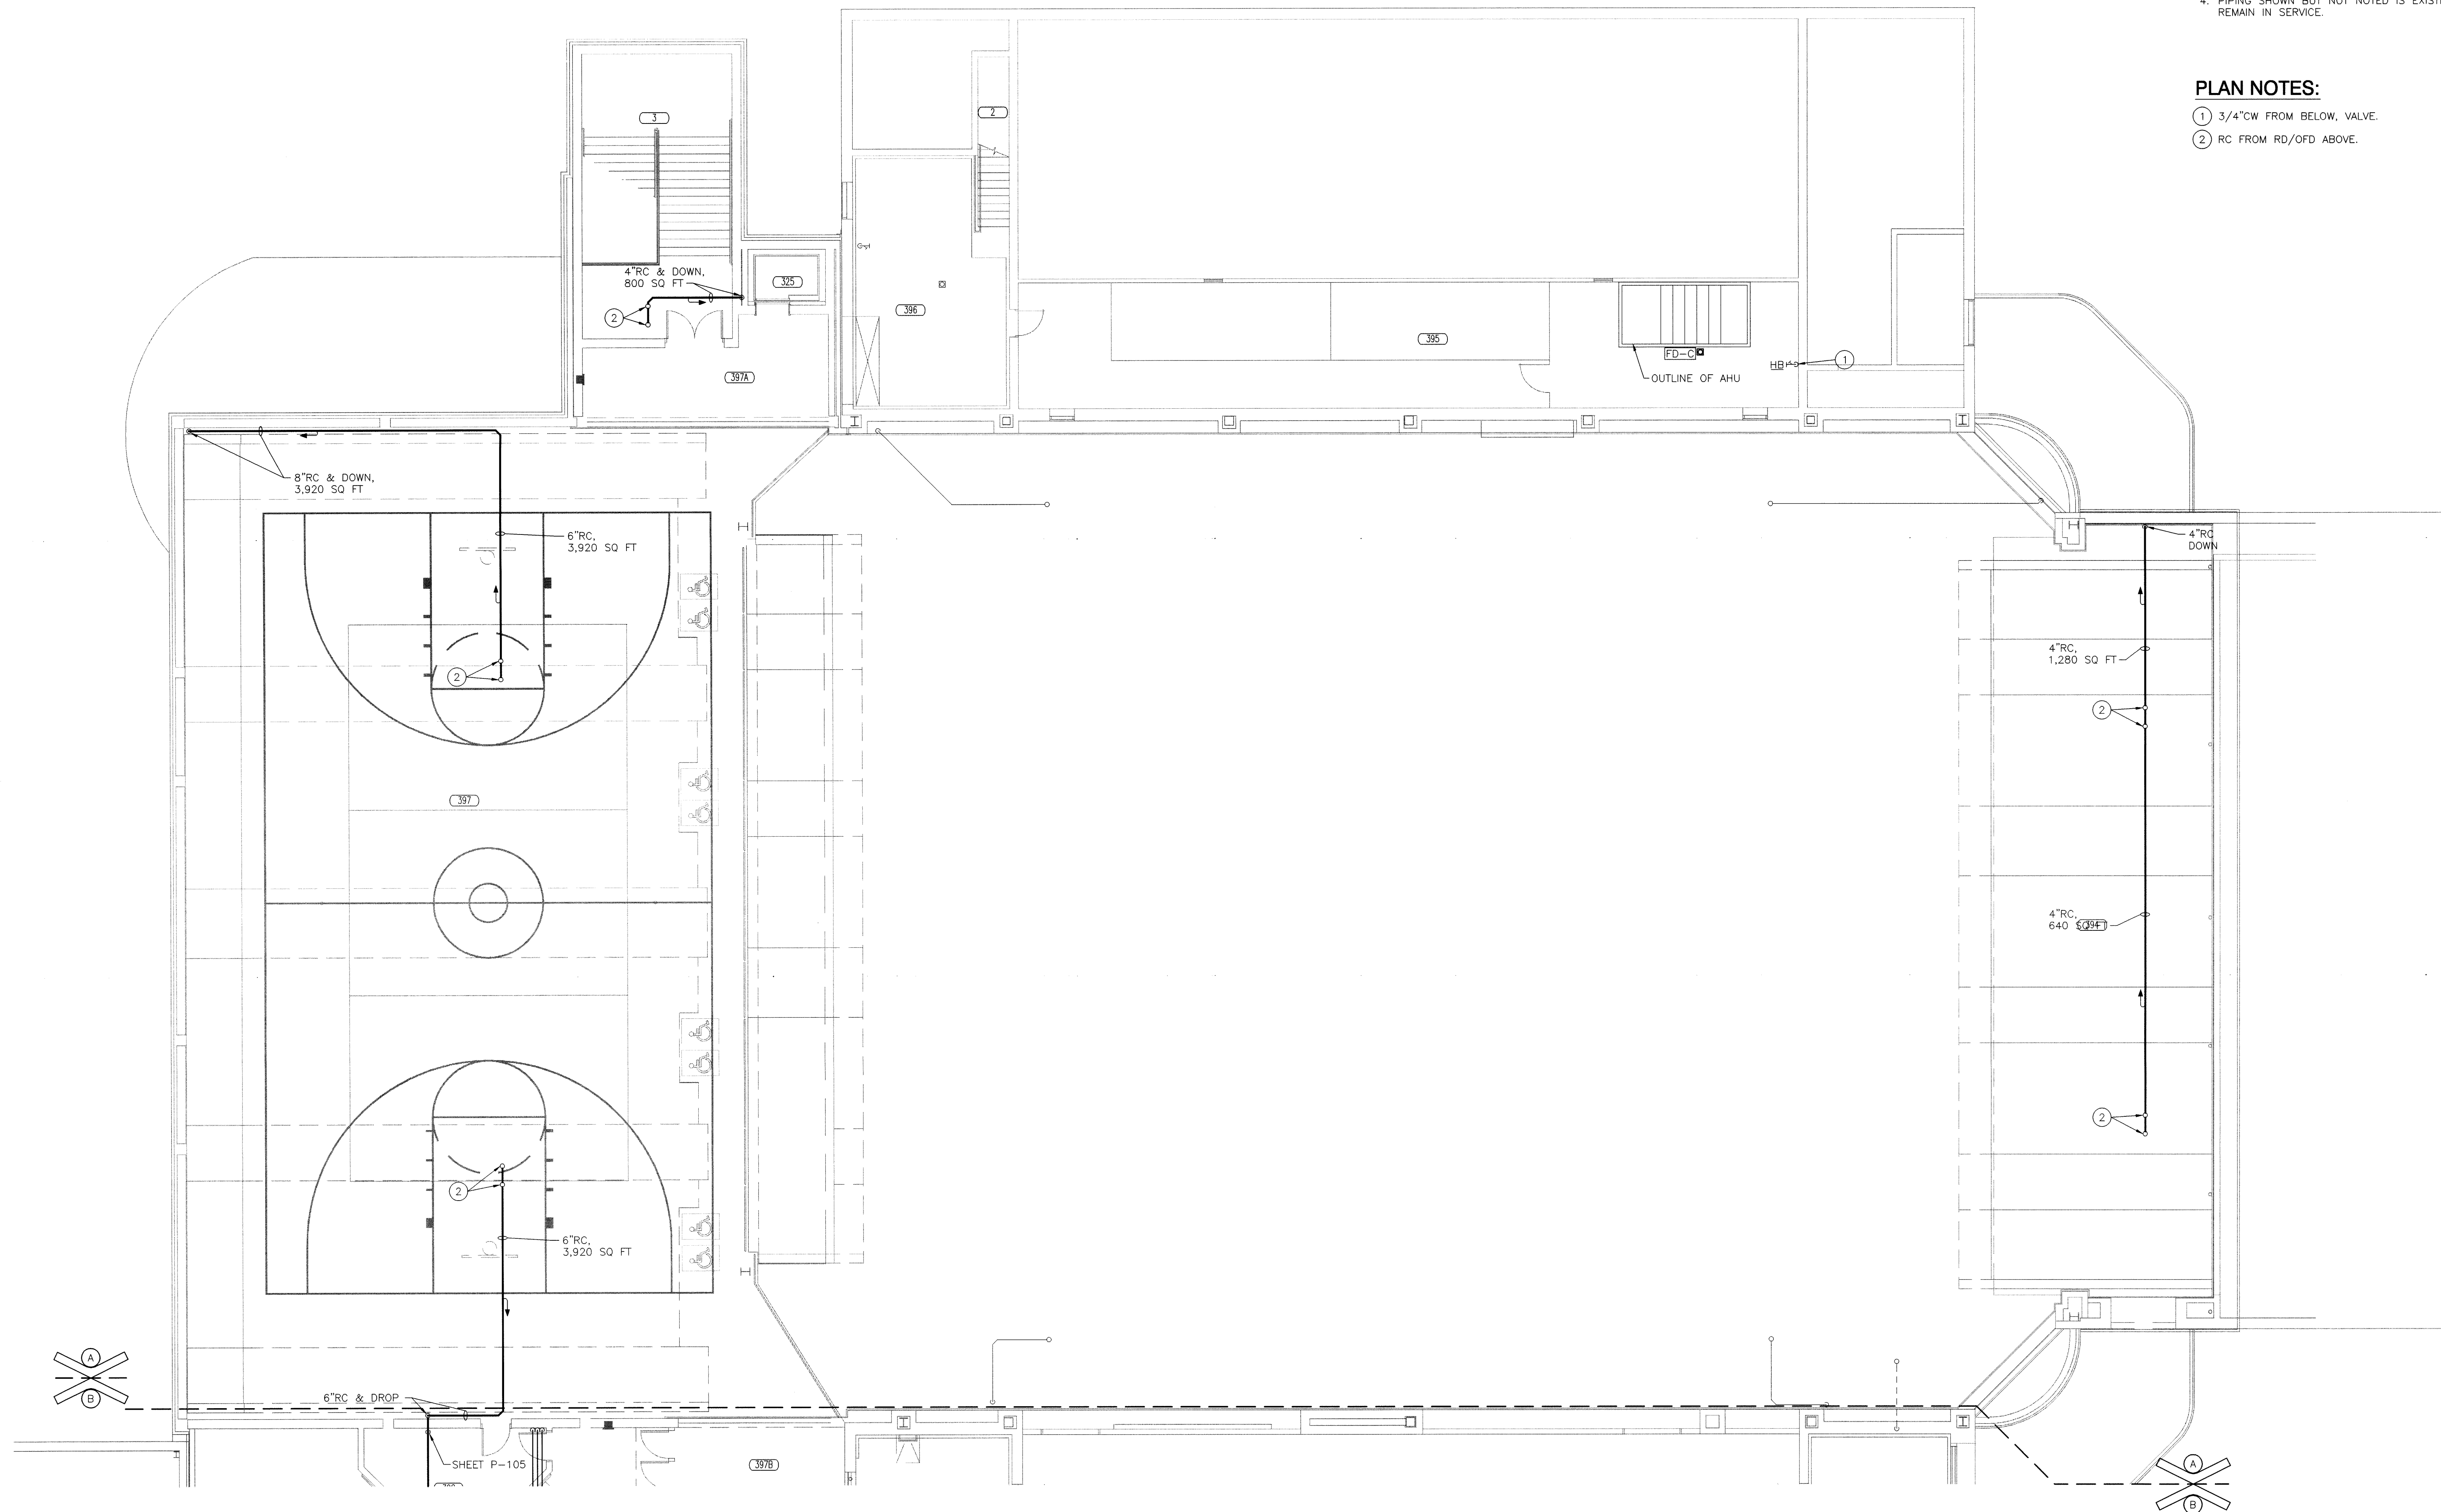 4. PIPING SHOWN BUT NOT NOTED IS
REMAIN IN SERVICE.
PLAN NOTES:
1 3/4"CW FROM BELOW, VALVE.
2 RC FROM RD/OFD ABOVE.
3
2
4"RC & DOWN,
800 SQ FT
325
2
396
395
397A
FD-C
HB
1
OUTLINE OF AHU
8"RC & DOWN,
3,920 SQ FT
6"RC,
3,920 SQ FT
4"RC
DOWN
4"RC,
1,280 SQ FT
2
2
397
4"RC,
640 SQ FT
394
2
2
6"RC,
3,920 SQ FT
A
B
6"RC & DROP
SHEET P-105
397B
A
B